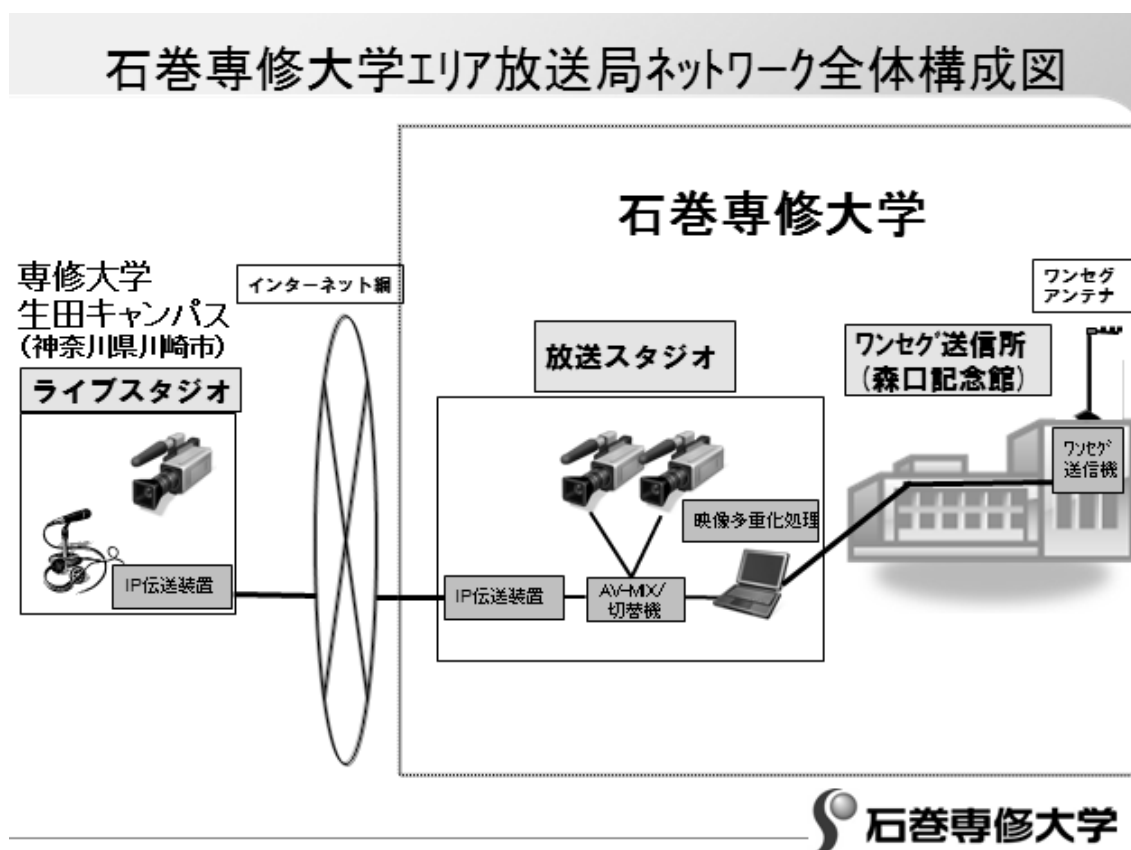 石巻専修大学エリア放送局ネットワーク全体構成図
石巻専修大学
専修大学
生田キャンパス
(神奈川県川崎市)
インターネット網
ワンセグ
アンテナ
ライブスタジオ
放送スタジオ
ワンセグ送信所
(森口記念館)
ワンセグ
送信機
映像多重化処理
IP伝送装置
IP伝送装置
AV-MIX/
切替機
石巻専修大学